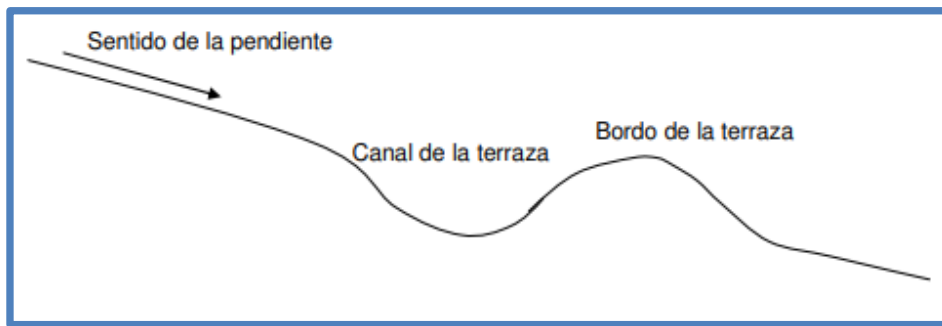 Sentido de la pendiente
Bordo de la terraza
Canal de la terraza